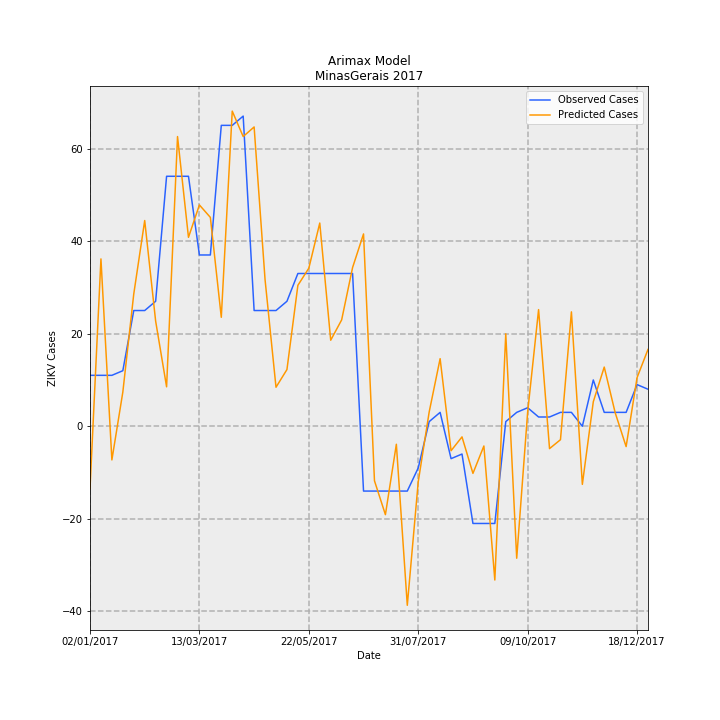 Arimax Model
MinasGerais 2017
Observed Cases
Predicted Cases
ZIKV Cases
60
40
20
0
−20
−40
02/01/2017
13/03/2017
22/05/2017
31/07/2017
09/10/2017
18/12/2017
Date